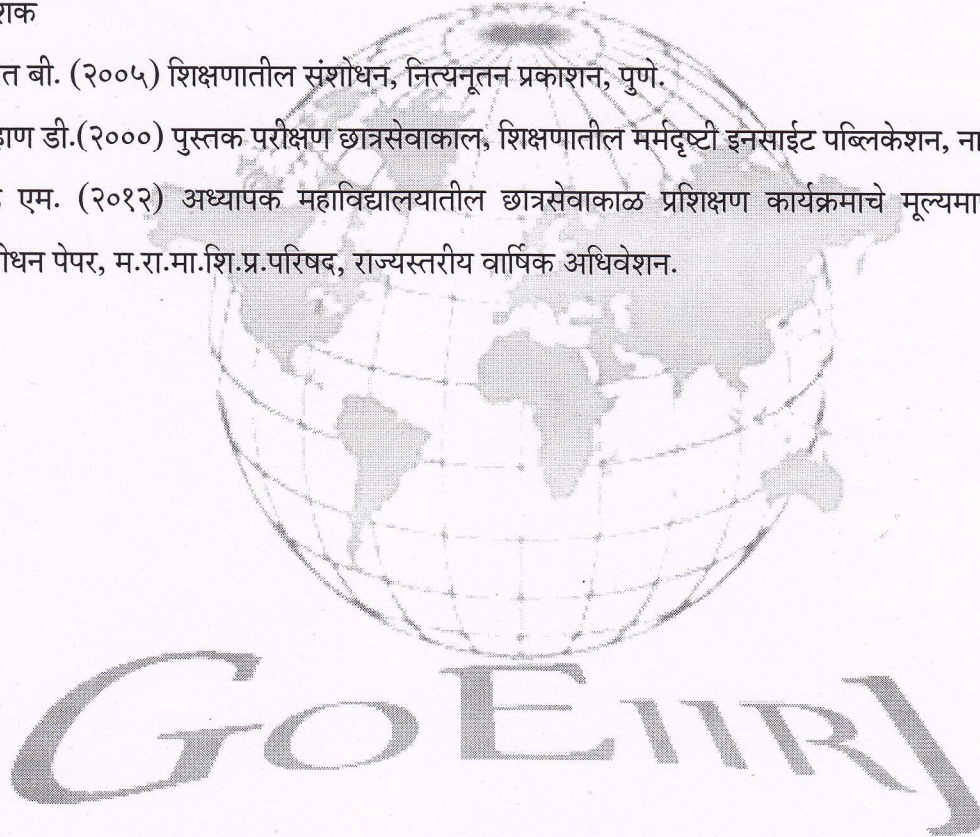 शक
त बी. (२००५) शिक्षणातील संशोधन, नित्यनूतन प्रकाशन, पुणे.
हाण डी.(२०००) पुस्तक परीक्षण छात्रसेवाकाल, शिक्षणातील मर्मदृष्टी इनसाईट पब्लिकेशन, ना
एम. (२०१२) अध्यापक महाविद्यालयातील छात्रसेवाकाळ प्रशिक्षण कार्यक्रमाचे मूल्यमा
ोधन पेपर, म.रा.मा.शि.प्र.परिषद, राज्यस्तरीय वार्षिक अधिवेशन.
GOEIIRJ